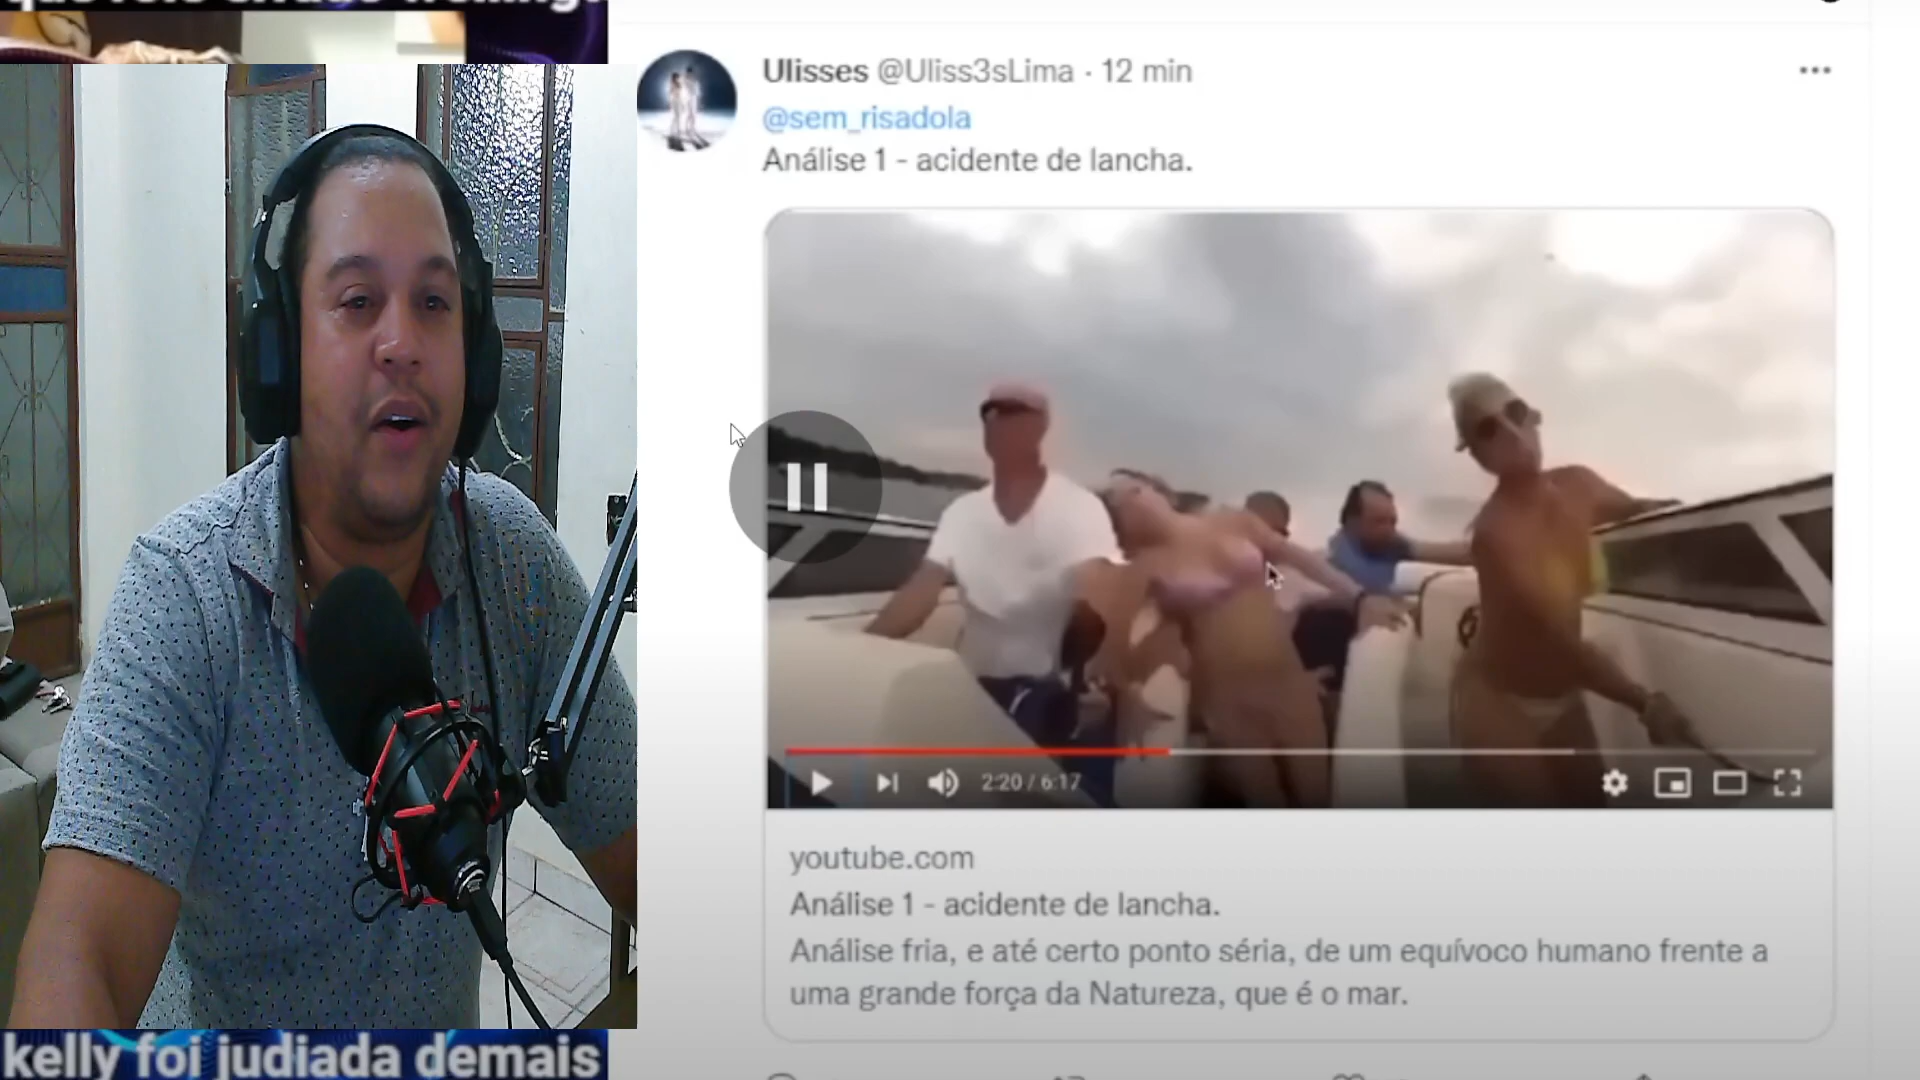 Ulisses @Uliss3sLima · 12 min
@sem_risadola
Análise 1 - acidente de lancha.
2:20 / 6:17
youtube.com
Análise 1 - acidente de lancha.
Análise fria, e até certo ponto séria, de um equívoco humano frente a
uma grande força da Natureza, que é o mar.
kelly foi judiada demais